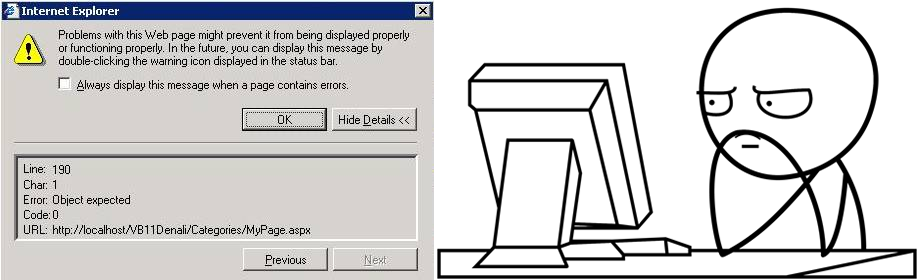 Internet Explorer
Problems with this Web page might prevent it from being displayed properly
or functioning properly. In the future, you can display this message by
double-clicking the warning icon displayed in the status bar.
Always display this message when a page contains errors.
OK
Hide Details <<
Line: 190
Char: 1
Error: Object expected
Code: 0
URL: http://localhost/VB11Denali/Categories/MyPage.aspx
Previous
Next